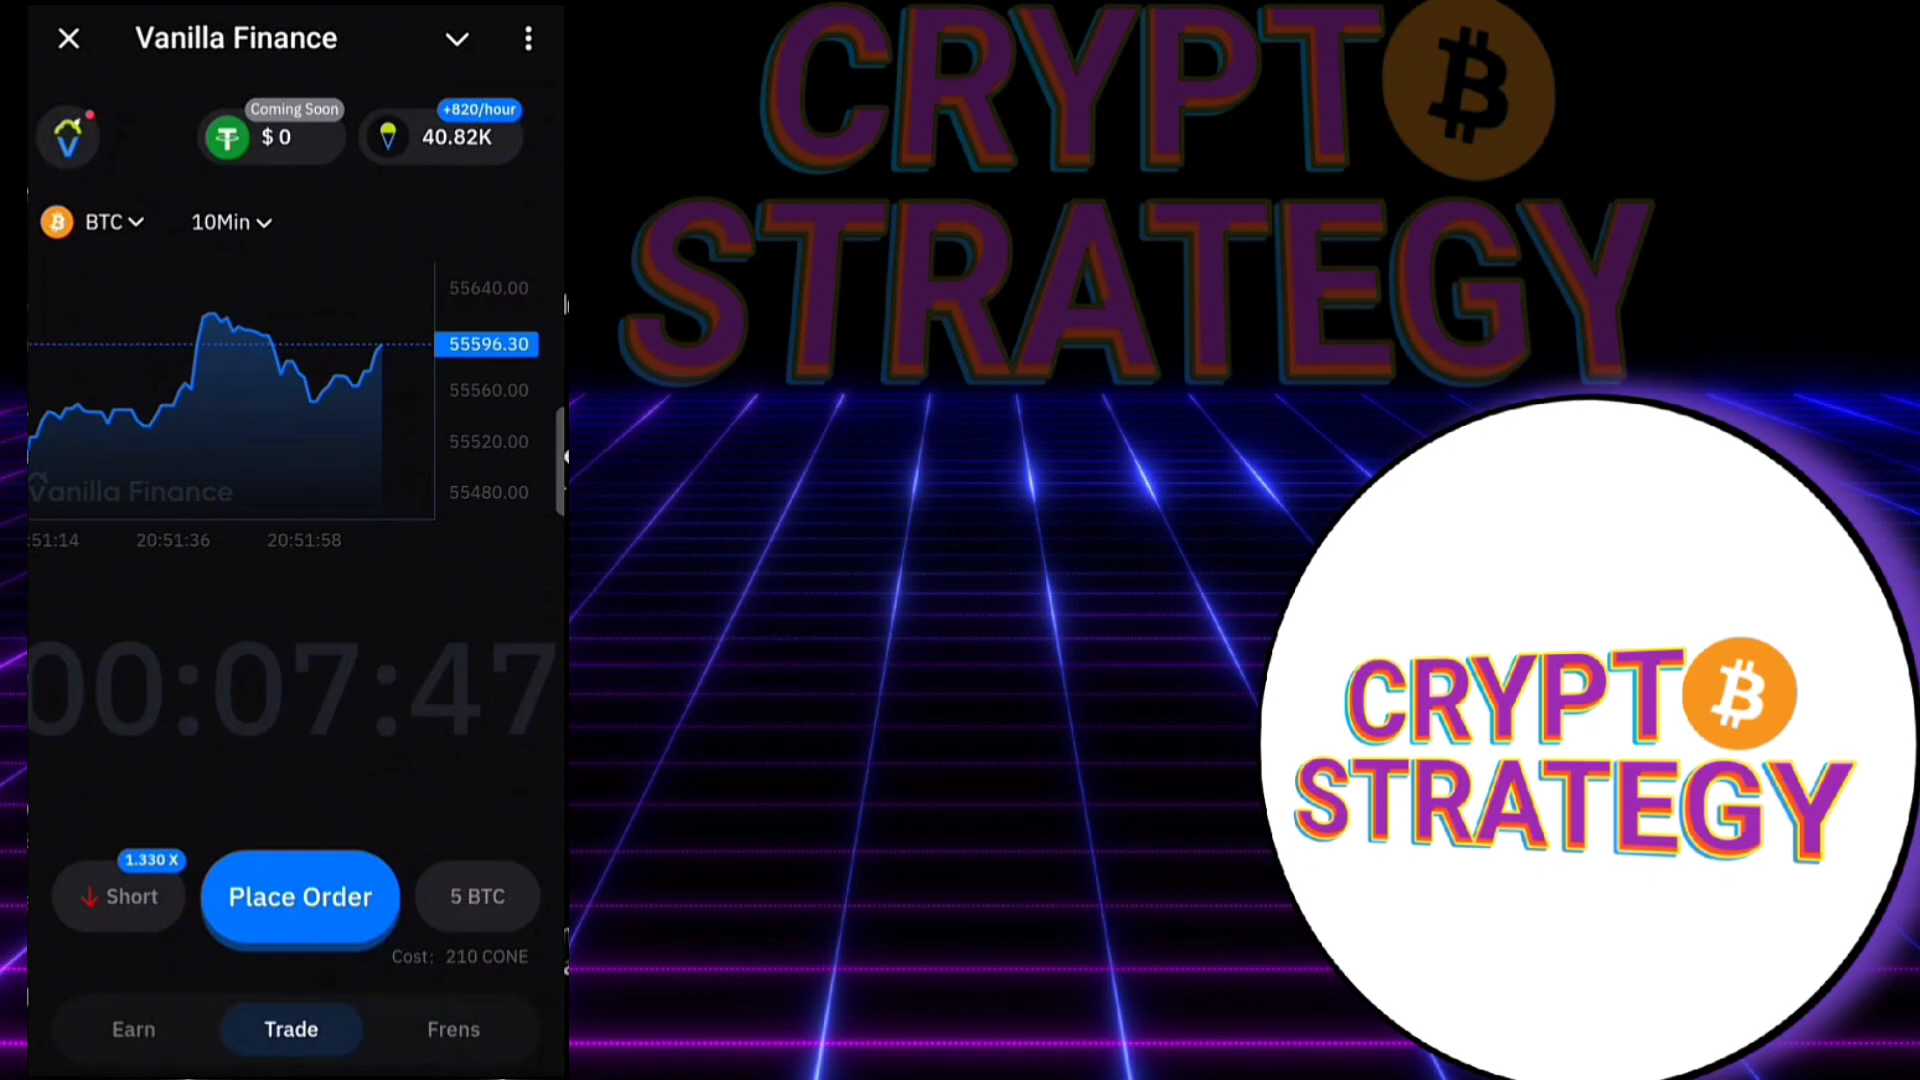 Vanilla Finance
Coming Soon
$ 0
+820/hour
40.82K
BTC
10Min
55640.00
55596.30
55560.00
55520.00
55480.00
Vanilla Finance
:51:14
20:51:36
20:51:58
00:07:47
1.330 X
Short
Place Order
5 BTC
Cost: 210 CONE
Earn
Trade
Frens
CRYPT
STRATEGY
CRYPT
STRATEGY